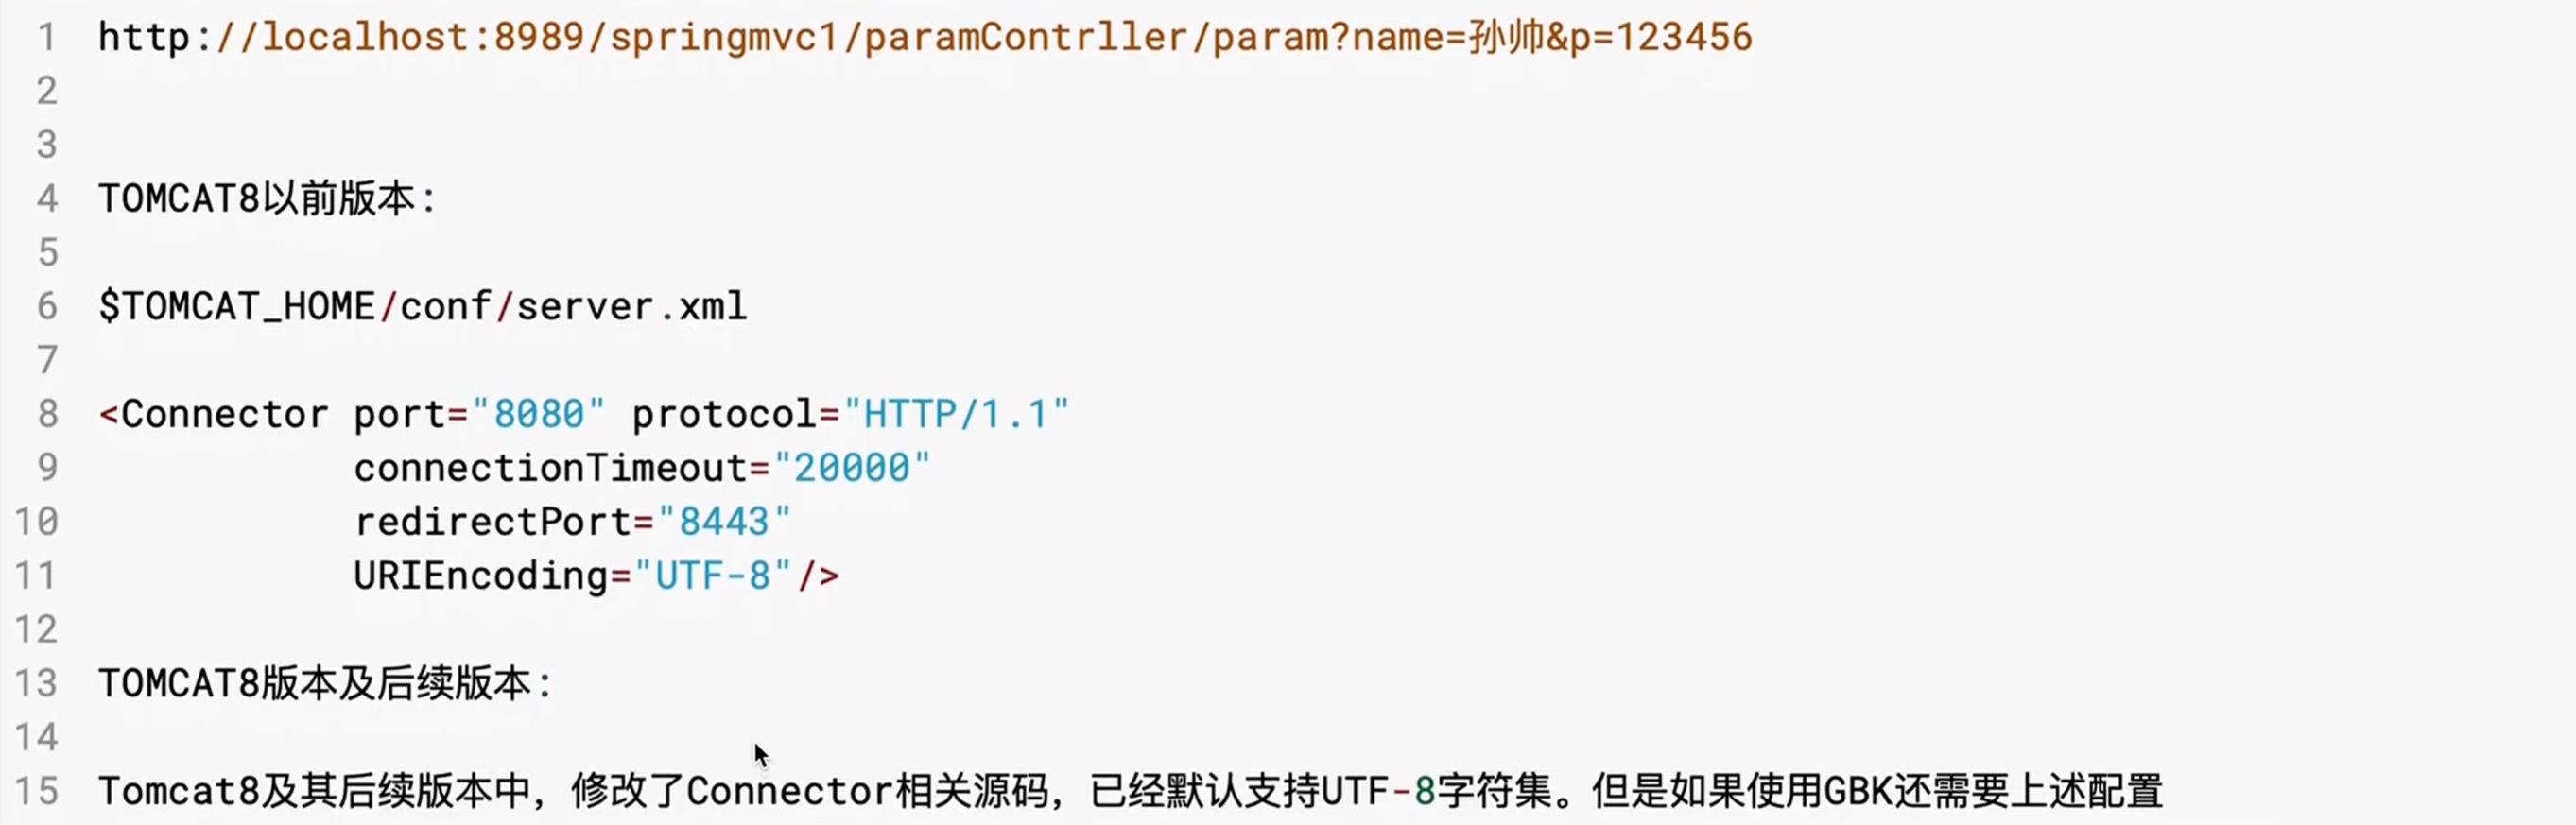 1 http://localhost:8989/springmvc1/paramContrller/param?name=孙帅&p=123456
2
3
4 TOMCAT8以前版本:
5
6 $TOMCAT_HOME/conf/server.xml
7
8 <Connector port="8080" protocol="HTTP/1.1"
9 connectionTimeout="20000"
10 redirectPort="8443"
11 URIEncoding="UTF-8"/>
12
13 TOMCAT8版本及后续版本:
14
15 Tomcat8及其后续版本中，修改了Connector相关源码，已经默认支持UTF-8字符集。但是如果使用GBK还需要上述配置